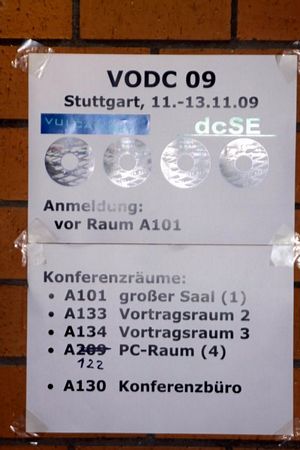 VODC 09
Stuttgart, 11.-13.11.09
dcSE
Anmeldung:
vor Raum A101
Konferenzräume:
• A101 großer Saal (1)
• A133 Vortragsraum 2
• A134 Vortragsraum 3
• A209 PC-Raum (4)
122
• A130 Konferenzbüro